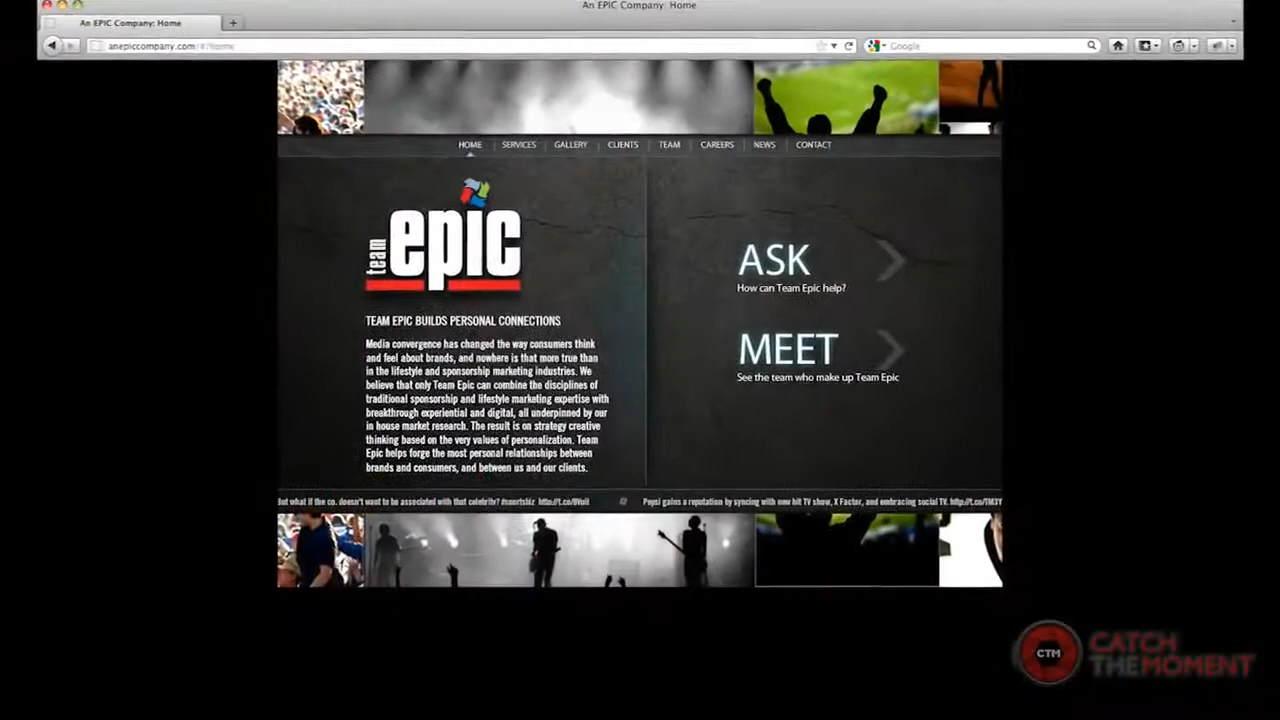 An EPIC Company: Home
An EPIC Company: Home
+
anepiccompany.com/#?home
Google
HOME SERVICES GALLERY CLIENTS TEAM CAREERS NEWS CONTACT
team epic
TEAM EPIC BUILDS PERSONAL CONNECTIONS
Media convergence has changed the way consumers think
and feel about brands, and nowhere is that more true than
in the lifestyle and sponsorship marketing industries. We
believe that only Team Epic can combine the disciplines of
traditional sponsorship and lifestyle marketing expertise with
breakthrough experiential and digital, all underpinned by our
in house market research. The result is on strategy creative
thinking based on the very values of personalization. Team
Epic helps forge the most personal relationships between
brands and consumers, and between us and our clients.
ASK
How can Team Epic help?
MEET
See the team who make up Team Epic
But what if the co. doesn't want to be associated with that celebrity? #sportsbiz // Pepsi gains a reputation by syncing with new hit TV show, X Factor, and embracing social TV.
CTM
CATCH
THEMOMENT